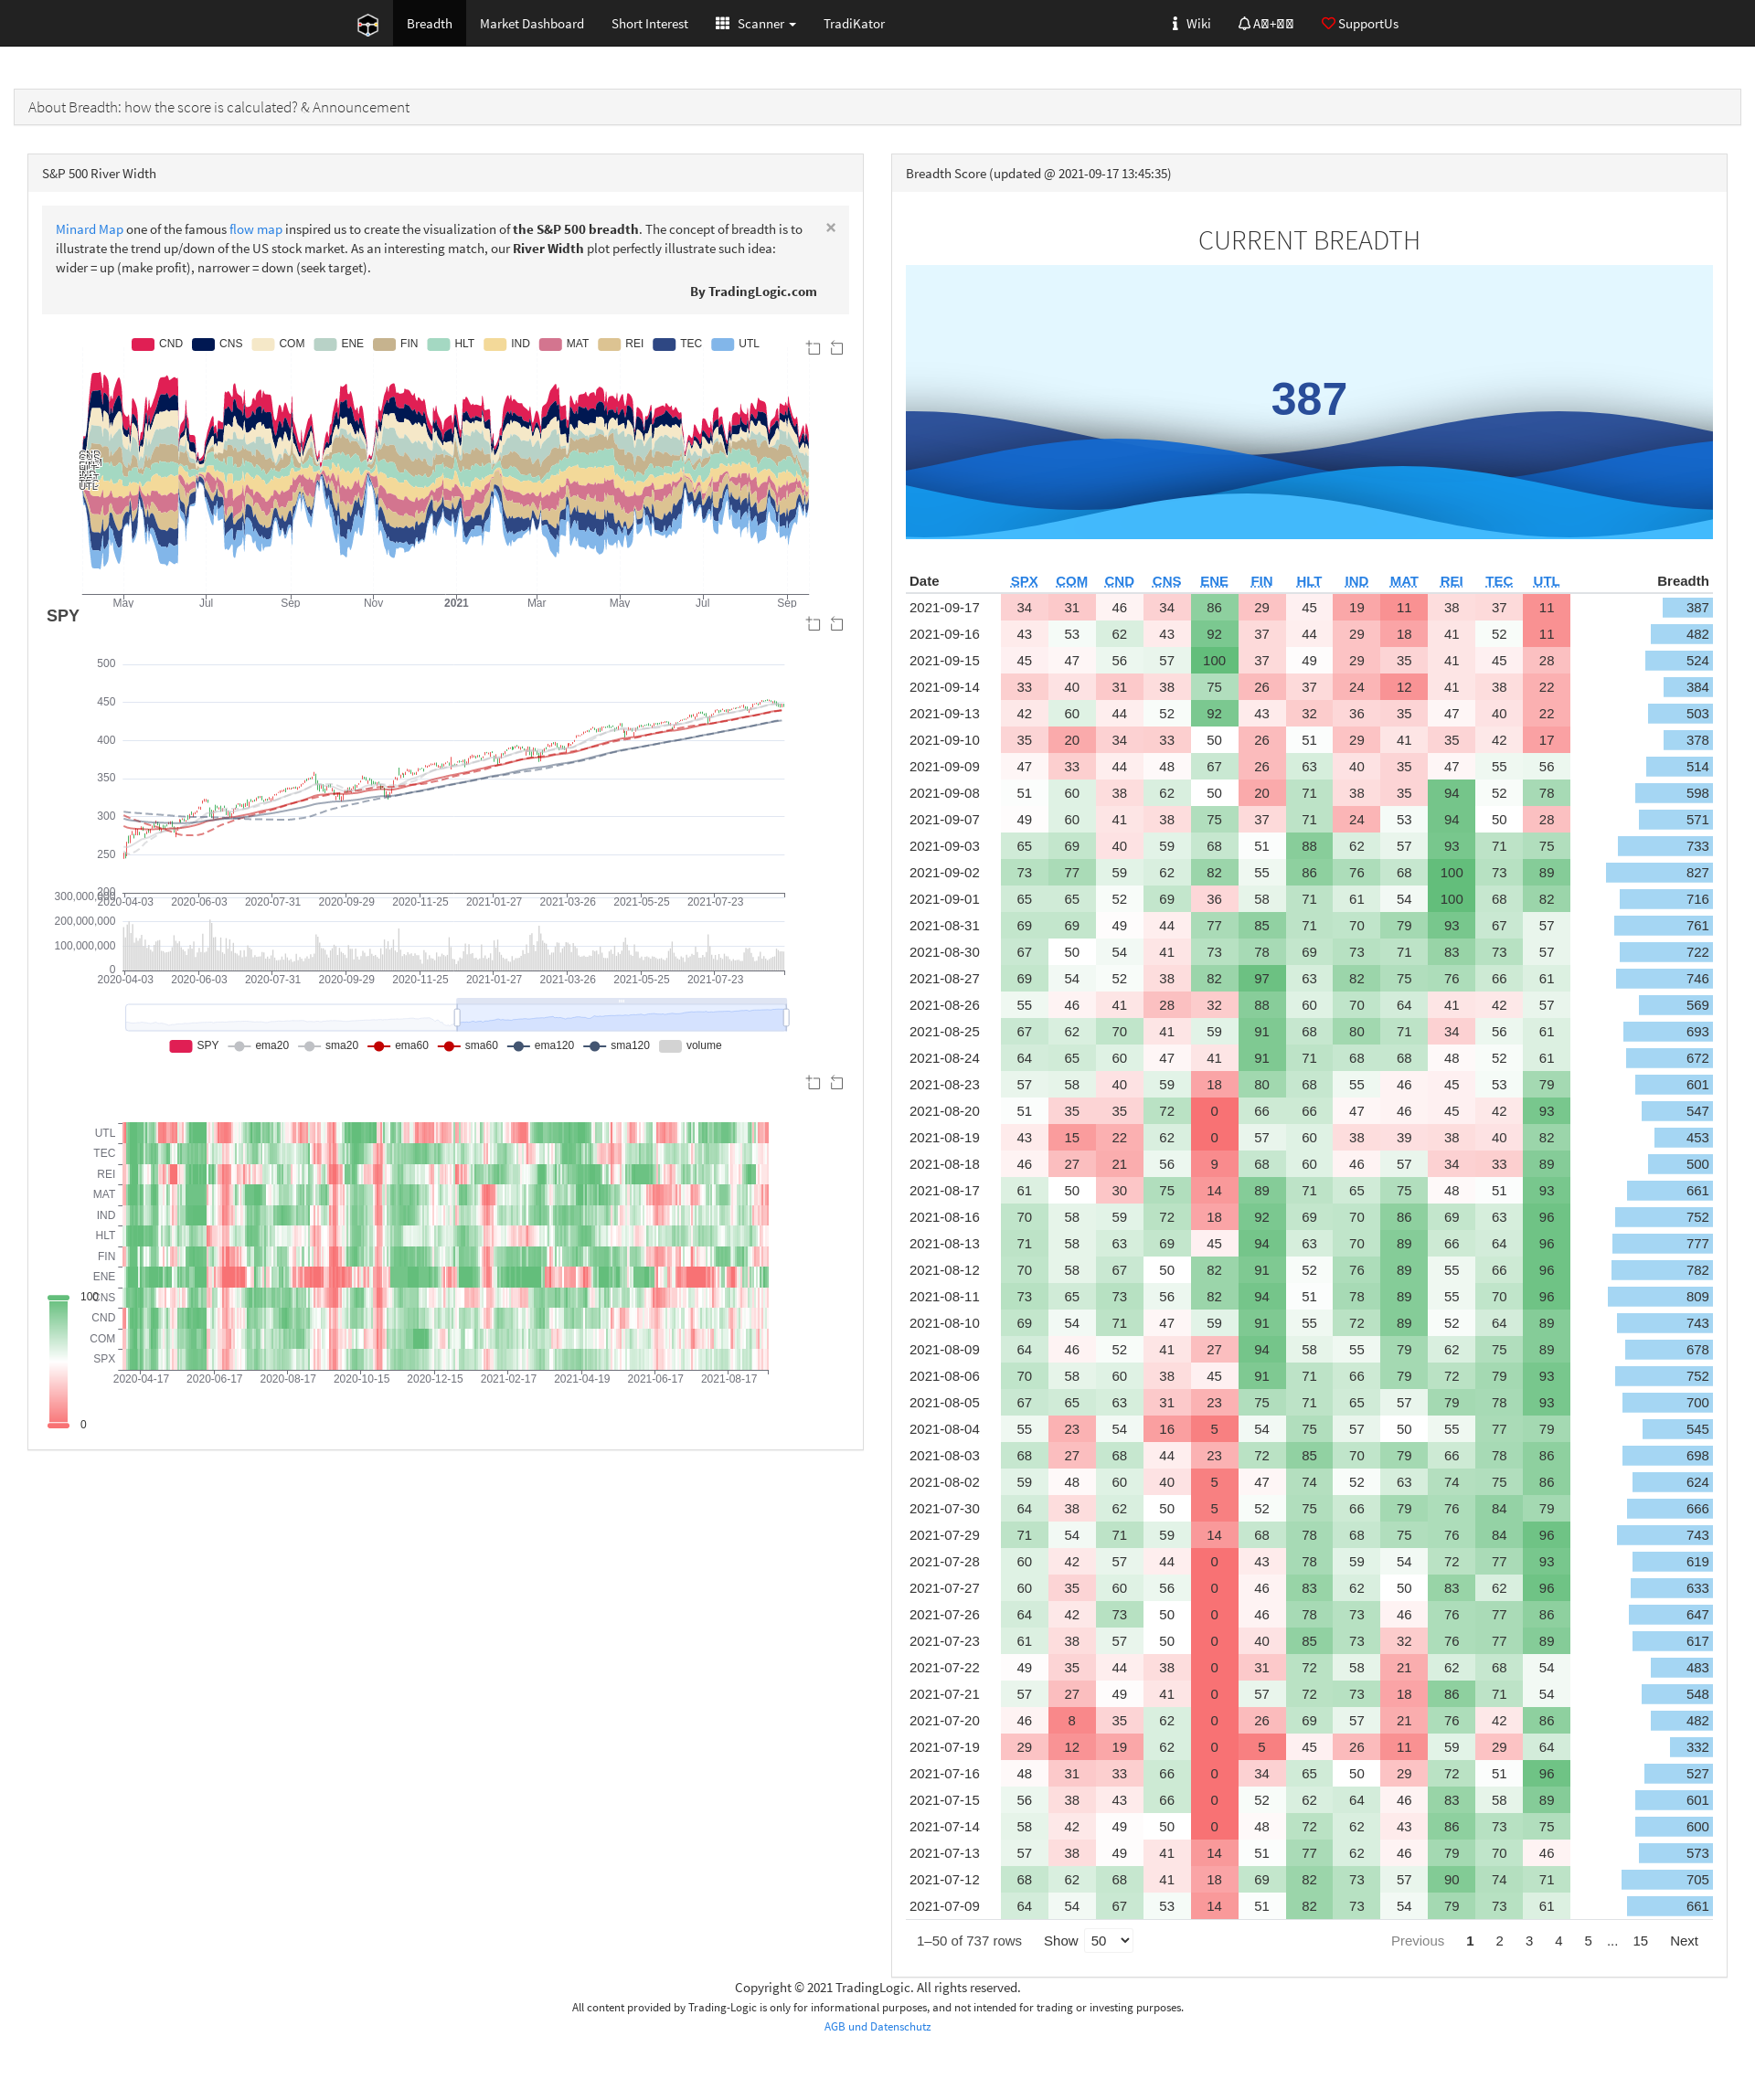 Breadth Market Dashboard Short Interest Scanner TradiKator Wiki SupportUs
About Breadth: how the score is calculated? & Announcement
S&P 500 River Width
Minard Map one of the famous flow map inspired us to create the visualization of the S&P 500 breadth. The concept of breadth is to
illustrate the trend up/down of the US stock market. As an interesting match, our River Width plot perfectly illustrate such idea:
wider = up (make profit), narrower = down (seek target).
By TradingLogic.com
×
CND CNS COM ENE FIN HLT IND MAT REI TEC UTL
UTL
May Jul Sep Nov 2021 Mar May Jul Sep
SPY
500
450
400
350
300
250
200
2020-04-03 2020-06-03 2020-07-31 2020-09-29 2020-11-25 2021-01-27 2021-03-26 2021-05-25 2021-07-23
300,000,000
200,000,000
100,000,000
0
2020-04-03 2020-06-03 2020-07-31 2020-09-29 2020-11-25 2021-01-27 2021-03-26 2021-05-25 2021-07-23
SPY ema20 sma20 ema60 sma60 ema120 sma120 volume
UTL
TEC
REI
MAT
IND
HLT
FIN
ENE
CNS
CND
COM
SPX
100
0
2020-04-17 2020-06-17 2020-08-17 2020-10-15 2020-12-15 2021-02-17 2021-04-19 2021-06-17 2021-08-17
Breadth Score (updated @ 2021-09-17 13:45:35)
CURRENT BREADTH
387
Date SPX COM CND CNS ENE FIN HLT IND MAT REI TEC UTL Breadth
2021-09-17 34 31 46 34 86 29 45 19 11 38 37 11 387
2021-09-16 43 53 62 43 92 37 44 29 18 41 52 11 482
2021-09-15 45 47 56 57 100 37 49 29 35 41 45 28 524
2021-09-14 33 40 31 38 75 26 37 24 12 41 38 22 384
2021-09-13 42 60 44 52 92 43 32 36 35 47 40 22 503
2021-09-10 35 20 34 33 50 26 51 29 41 35 42 17 378
2021-09-09 47 33 44 48 67 26 63 40 35 47 55 56 514
2021-09-08 51 60 38 62 50 20 71 38 35 94 52 78 598
2021-09-07 49 60 41 38 75 37 71 24 53 94 50 28 571
2021-09-03 65 69 40 59 68 51 88 62 57 93 71 75 733
2021-09-02 73 77 59 62 82 55 86 76 68 100 73 89 827
2021-09-01 65 65 52 69 36 58 71 61 54 100 68 82 716
2021-08-31 69 69 49 44 77 85 71 70 79 93 67 57 761
2021-08-30 67 50 54 41 73 78 69 73 71 83 73 57 722
2021-08-27 69 54 52 38 82 97 63 82 75 76 66 61 746
2021-08-26 55 46 41 28 32 88 60 70 64 41 42 57 569
2021-08-25 67 62 70 41 59 91 68 80 71 34 56 61 693
2021-08-24 64 65 60 47 41 91 71 68 68 48 52 61 672
2021-08-23 57 58 40 59 18 80 68 55 46 45 53 79 601
2021-08-20 51 35 35 72 0 66 66 47 46 45 42 93 547
2021-08-19 43 15 22 62 0 57 60 38 39 38 40 82 453
2021-08-18 46 27 21 56 9 68 60 46 57 34 33 89 500
2021-08-17 61 50 30 75 14 89 71 65 75 48 51 93 661
2021-08-16 70 58 59 72 18 92 69 70 86 69 63 96 752
2021-08-13 71 58 63 69 45 94 63 70 89 66 64 96 777
2021-08-12 70 58 67 50 82 91 52 76 89 55 66 96 782
2021-08-11 73 65 73 56 82 94 51 78 89 55 70 96 809
2021-08-10 69 54 71 47 59 91 55 72 89 52 64 89 743
2021-08-09 64 46 52 41 27 94 58 55 79 62 75 89 678
2021-08-06 70 58 60 38 45 91 71 66 79 72 79 93 752
2021-08-05 67 65 63 31 23 75 71 65 57 79 78 93 700
2021-08-04 55 23 54 16 5 54 75 57 50 55 77 79 545
2021-08-03 68 27 68 44 23 72 85 70 79 66 78 86 698
2021-08-02 59 48 60 40 5 47 74 52 63 74 75 86 624
2021-07-30 64 38 62 50 5 52 75 66 79 76 84 79 666
2021-07-29 71 54 71 59 14 68 78 68 75 76 84 96 743
2021-07-28 60 42 57 44 0 43 78 59 54 72 77 93 619
2021-07-27 60 35 60 56 0 46 83 62 50 83 62 96 633
2021-07-26 64 42 73 50 0 46 78 73 46 76 77 86 647
2021-07-23 61 38 57 50 0 40 85 73 32 76 77 89 617
2021-07-22 49 35 44 38 0 31 72 58 21 62 68 54 483
2021-07-21 57 27 49 41 0 57 72 73 18 86 71 54 548
2021-07-20 46 8 35 62 0 26 69 57 21 76 42 86 482
2021-07-19 29 12 19 62 0 5 45 26 11 59 29 64 332
2021-07-16 48 31 33 66 0 34 65 50 29 72 51 96 527
2021-07-15 56 38 43 66 0 52 62 64 46 83 58 89 601
2021-07-14 58 42 49 50 0 48 72 62 43 86 73 75 600
2021-07-13 57 38 49 41 14 51 77 62 46 79 70 46 573
2021-07-12 68 62 68 41 18 69 82 73 57 90 74 71 705
2021-07-09 64 54 67 53 14 51 82 73 54 79 73 61 661
1–50 of 737 rows Show 50 Previous 1 2 3 4 5 ... 15 Next
Copyright © 2021 TradingLogic. All rights reserved.
All content provided by Trading-Logic is only for informational purposes, and not intended for trading or investing purposes.
AGB und Datenschutz